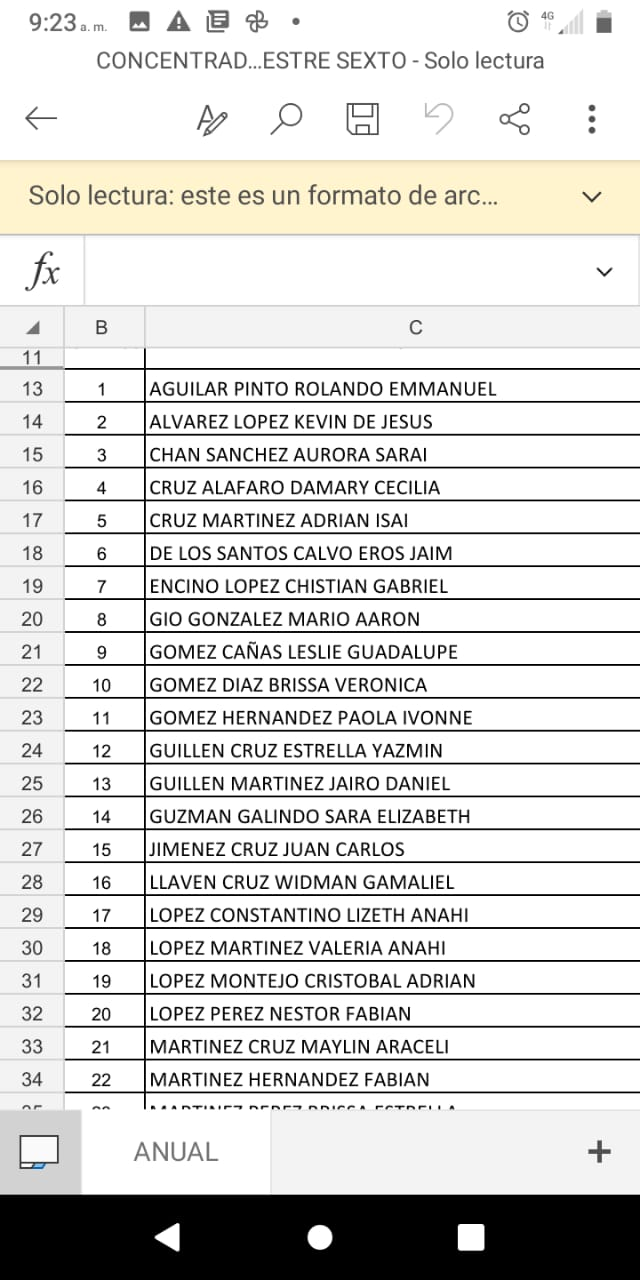 9:23 a. m.
4G
CONCENTRAD...ESTRE SEXTO - Solo lectura
Solo lectura: este es un formato de arc...
fx
B C
11
13 1 AGUILAR PINTO ROLANDO EMMANUEL
14 2 ALVAREZ LOPEZ KEVIN DE JESUS
15 3 CHAN SANCHEZ AURORA SARAI
16 4 CRUZ ALAFARO DAMARY CECILIA
17 5 CRUZ MARTINEZ ADRIAN ISAI
18 6 DE LOS SANTOS CALVO EROS JAIM
19 7 ENCINO LOPEZ CHISTIAN GABRIEL
20 8 GIO GONZALEZ MARIO AARON
21 9 GOMEZ CAÑAS LESLIE GUADALUPE
22 10 GOMEZ DIAZ BRISSA VERONICA
23 11 GOMEZ HERNANDEZ PAOLA IVONNE
24 12 GUILLEN CRUZ ESTRELLA YAZMIN
25 13 GUILLEN MARTINEZ JAIRO DANIEL
26 14 GUZMAN GALINDO SARA ELIZABETH
27 15 JIMENEZ CRUZ JUAN CARLOS
28 16 LLAVEN CRUZ WIDMAN GAMALIEL
29 17 LOPEZ CONSTANTINO LIZETH ANAHI
30 18 LOPEZ MARTINEZ VALERIA ANAHI
31 19 LOPEZ MONTEJO CRISTOBAL ADRIAN
32 20 LOPEZ PEREZ NESTOR FABIAN
33 21 MARTINEZ CRUZ MAYLIN ARACELI
34 22 MARTINEZ HERNANDEZ FABIAN
MARTINEZ PEREZ BRISSA ESTRELLA
ANUAL